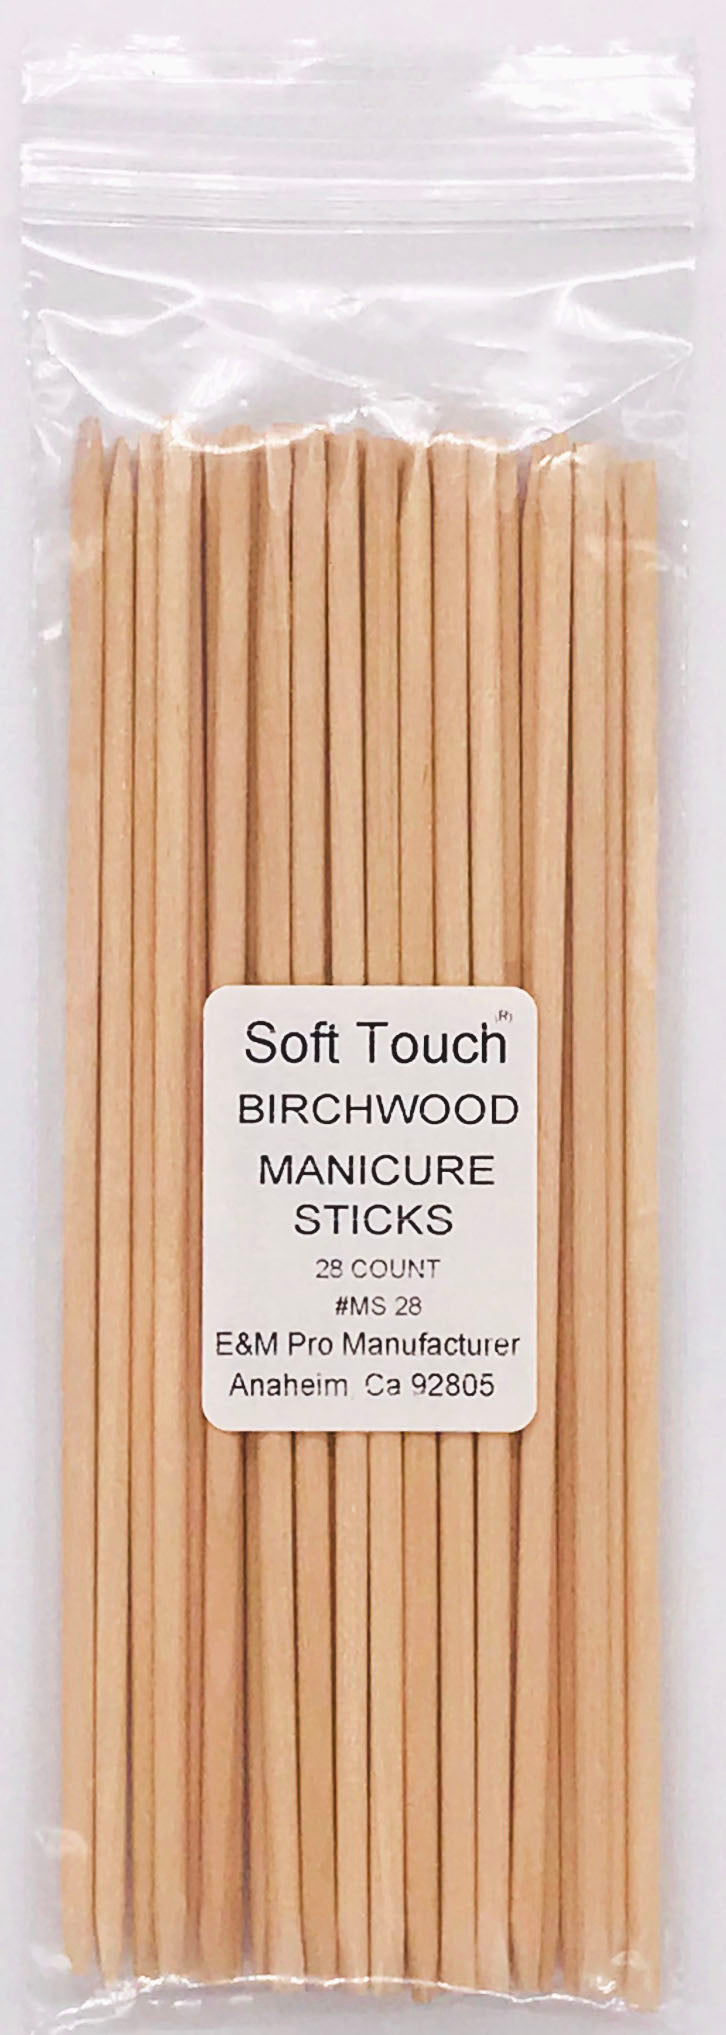 Soft Touch (R)
BIRCHWOOD
MANICURE
STICKS
28 COUNT
#MS 28
E&M Pro Manufacturer
Anaheim, Ca 92805